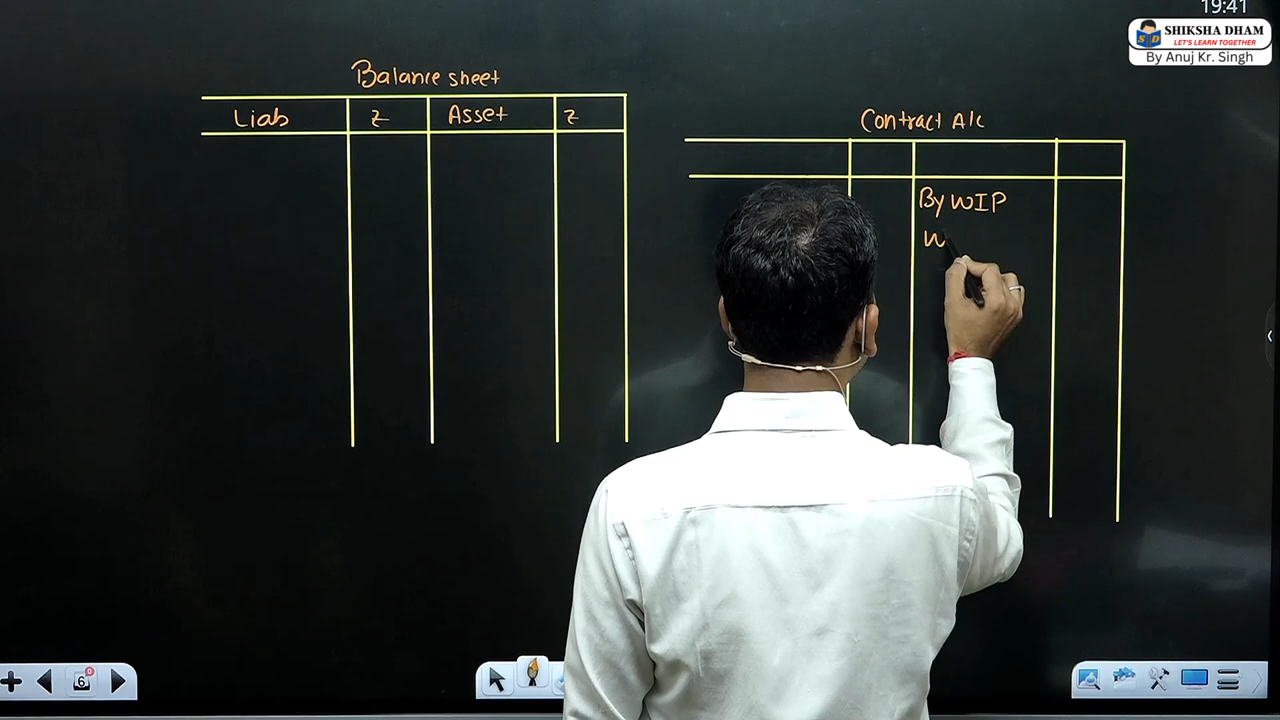 19:41
SHIKSHA DHAM
LET'S LEARN TOGETHER
By Anuj Kr. Singh
Balance sheet
Liab ₹ Asset ₹
Contract A/c
By WIP
W
6